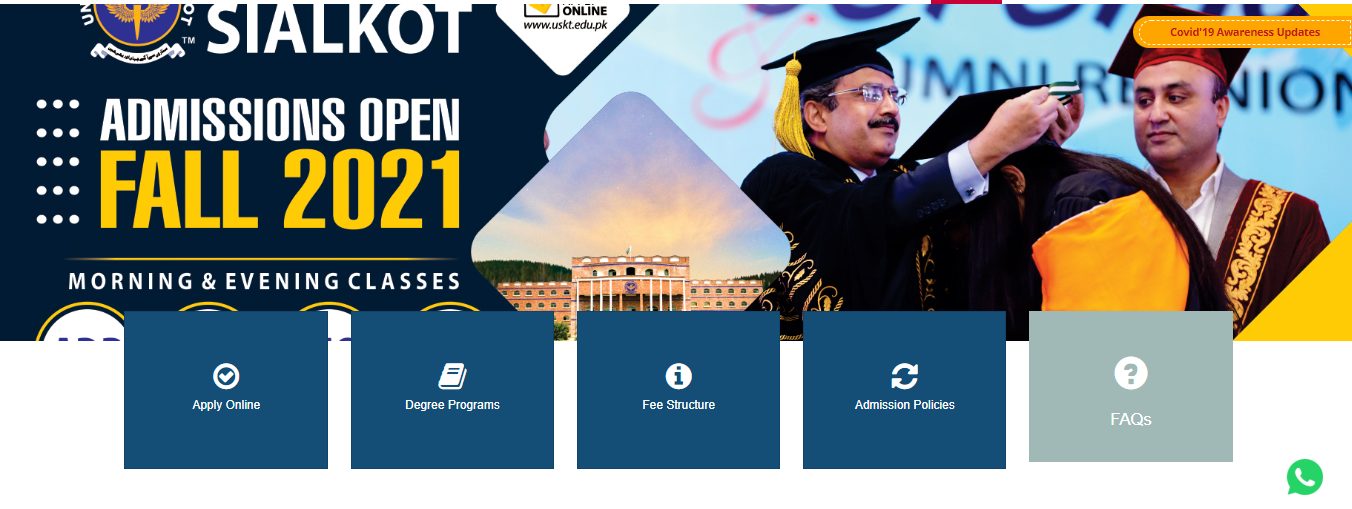 SIALKOT
TM
ONLINE
www.uskt.edu.pk
Covid'19 Awareness Updates
UMNI REUNION
ADMISSIONS OPEN
FALL 2021
MORNING & EVENING CLASSES
Apply Online
Degree Programs
Fee Structure
Admission Policies
FAQs